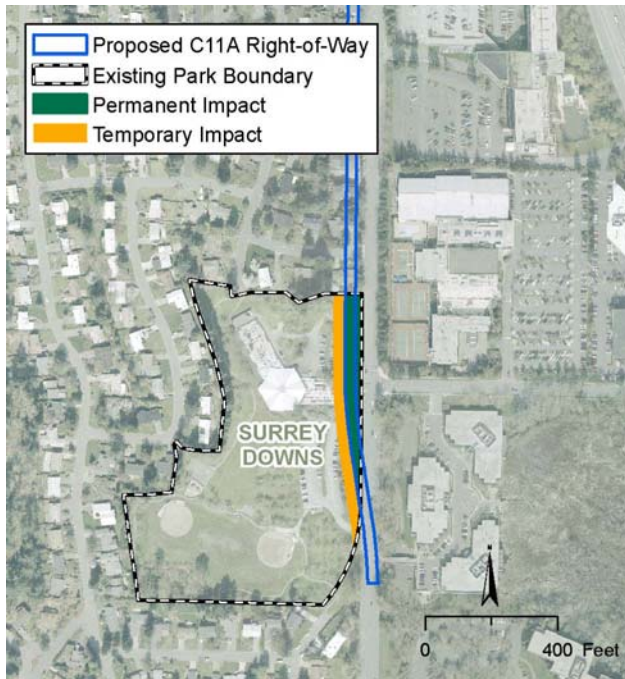 Proposed C11A Right-of-Way
Existing Park Boundary
Permanent Impact
Temporary Impact
SURREY
DOWNS
0 400 Feet